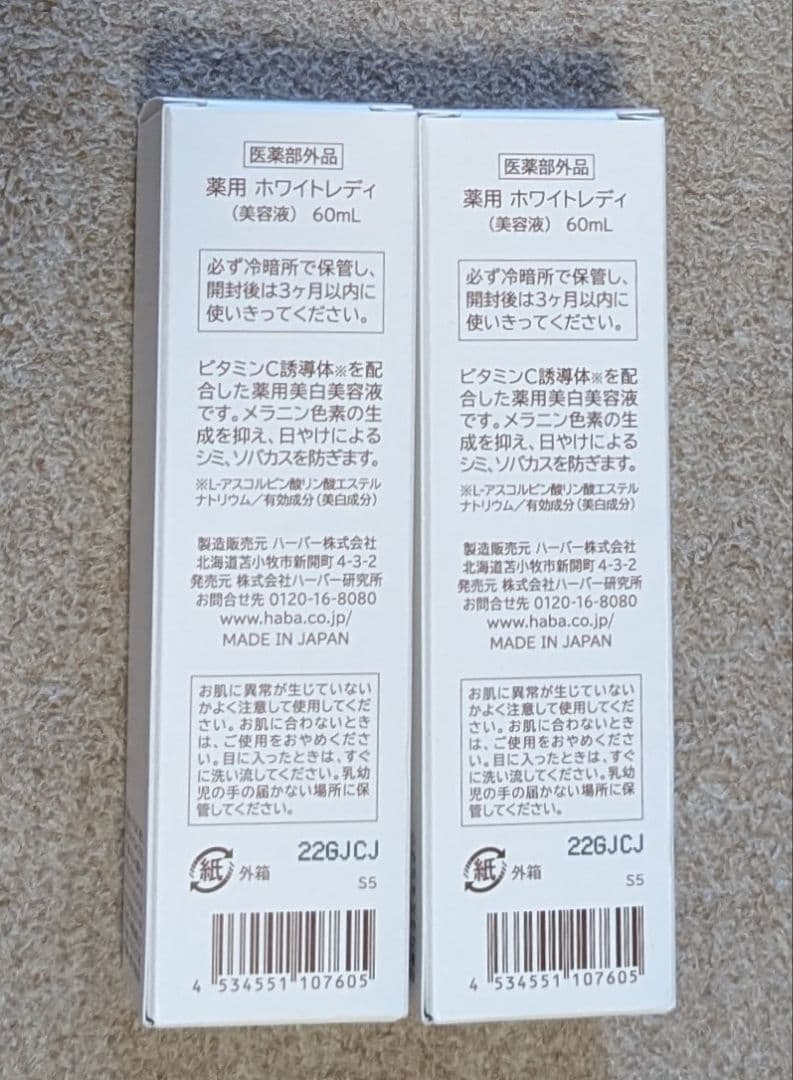 医薬部外品
薬用 ホワイトレディ
（美容液） 60mL
必ず冷暗所で保管し、
開封後は3ヶ月以内に
使いきってください。
ビタミンC誘導体※を配
合した薬用美白美容液
です。メラニン色素の生
成を抑え、日やけによる
シミ、ソバカスを防ぎます。
※L-アスコルビン酸リン酸エステル
ナトリウム／有効成分（美白成分）
製造販売元 ハーバー株式会社
北海道苫小牧市新開町 4-3-2
発売元 株式会社ハーバー研究所
お問合せ先 0120-16-8080
www.haba.co.jp/
MADE IN JAPAN
お肌に異常が生じていない
かよく注意して使用してくだ
さい。お肌に合わないとき
は、ご使用をおやめくださ
い。目に入ったときは、すぐ
に洗い流してください。乳幼
児の手の届かない場所に保
管してください。
22GJCJ
紙 外箱
S5
4 534551 107605
医薬部外品
薬用 ホワイトレディ
（美容液） 60mL
必ず冷暗所で保管し、
開封後は3ヶ月以内に
使いきってください。
ビタミンC誘導体※を配
合した薬用美白美容液
です。メラニン色素の生
成を抑え、日やけによる
シミ、ソバカスを防ぎます。
※L-アスコルビン酸リン酸エステル
ナトリウム／有効成分（美白成分）
製造販売元 ハーバー株式会社
北海道苫小牧市新開町 4-3-2
発売元 株式会社ハーバー研究所
お問合せ先 0120-16-8080
www.haba.co.jp/
MADE IN JAPAN
お肌に異常が生じていない
かよく注意して使用してくだ
さい。お肌に合わないとき
は、ご使用をおやめくださ
い。目に入ったときは、すぐ
に洗い流してください。乳幼
児の手の届かない場所に保
管してください。
22GJCJ
紙 外箱
S5
4 534551 107605